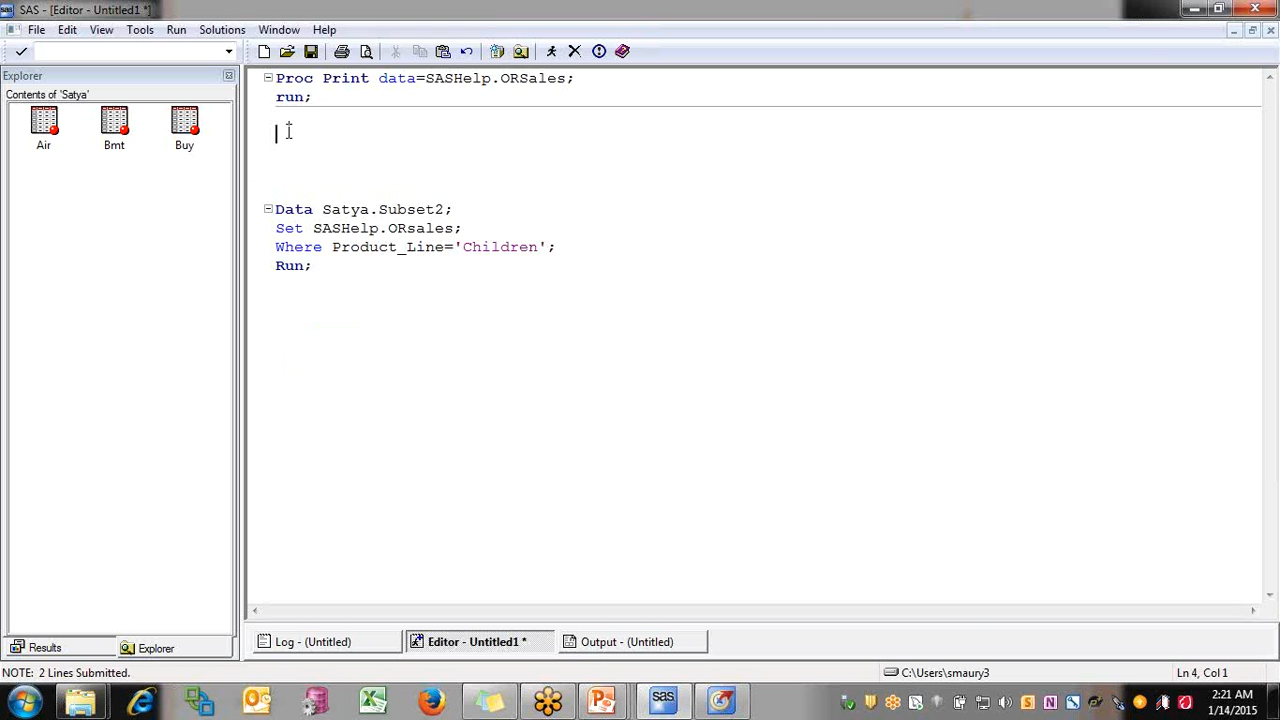 SAS - [Editor - Untitled1 *]
File Edit View Tools Run Solutions Window Help
Explorer
Contents of 'Satya'
Air Bmt Buy
Proc Print data=SASHelp.ORSales;
run;
Data Satya.Subset2;
Set SASHelp.ORsales;
Where Product_Line='Children';
Run;
Results Explorer
Log - (Untitled) Editor - Untitled1 * Output - (Untitled)
NOTE: 2 Lines Submitted. C:\Users\smaury3 Ln 4, Col 1
sas
2:21 AM
1/14/2015